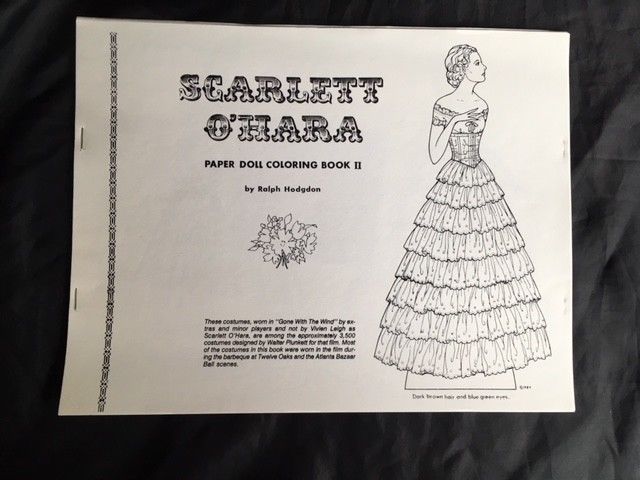 SCARLETT
O'HARA
PAPER DOLL COLORING BOOK II
by Ralph Hodgdon
These costumes, worn in "Gone With The Wind" by ex-
tras and minor players and not by Vivien Leigh as
Scarlett O'Hara, are among the approximately 3,500
costumes designed by Walter Plunkett for that film. Most
of the costumes in this book were worn in the film dur-
ing the barbeque at Twelve Oaks and the Atlanta Bazaar
Ball scenes.
Dark brown hair and blue green eyes.